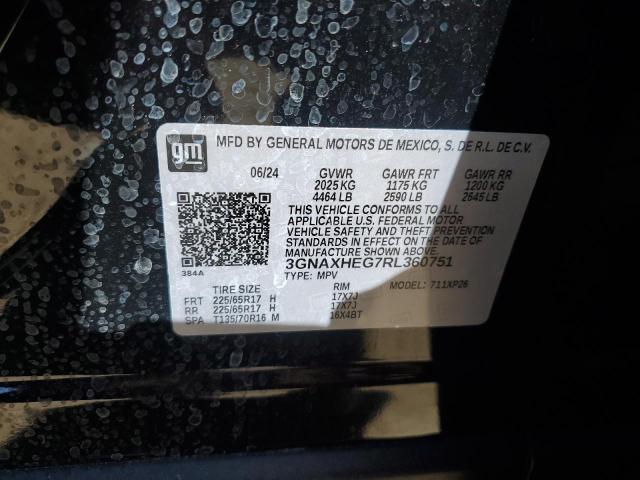 gm
MFD BY GENERAL MOTORS DE MEXICO, S. DE R.L. DE C.V.
06/24 GVWR GAWR FRT GAWR RR
2025 KG 1175 KG 1200 KG
4464 LB 2590 LB 2645 LB
THIS VEHICLE CONFORMS TO ALL
APPLICABLE U.S. FEDERAL MOTOR
VEHICLE SAFETY AND THEFT PREVENTION
STANDARDS IN EFFECT ON THE DATE OF
MANUFACTURE SHOWN ABOVE.
3GNAXHEG7RL360751
384A
TYPE: MPV MODEL: 711XP26
TIRE SIZE RIM
FRT 225/65R17 H 17X7J
RR 225/65R17 H 17X7J
SPA T135/70R16 M 16X4BT